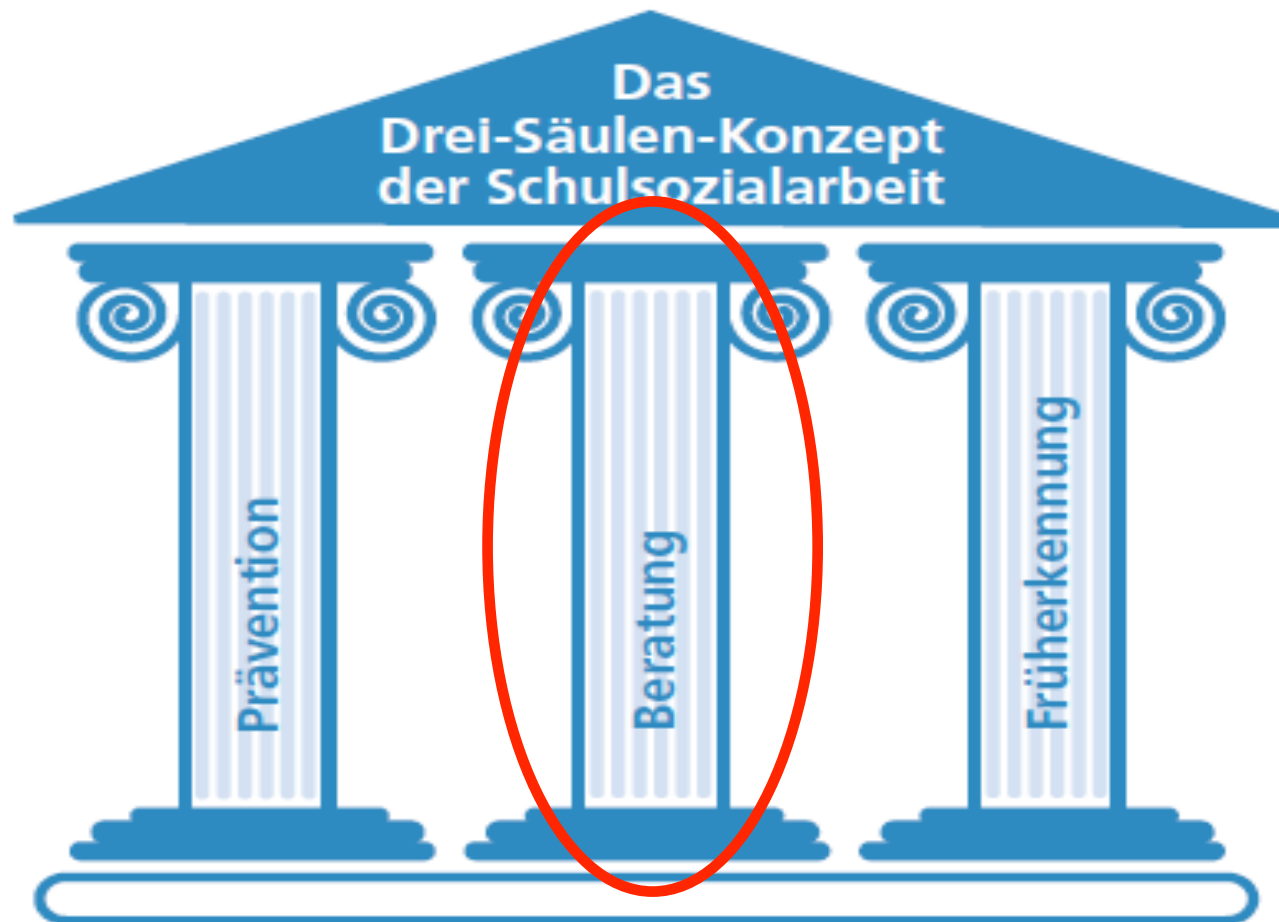 Das
Drei-Säulen-Konzept
der Schulsozialarbeit
Prävention
Beratung
Früherkennung